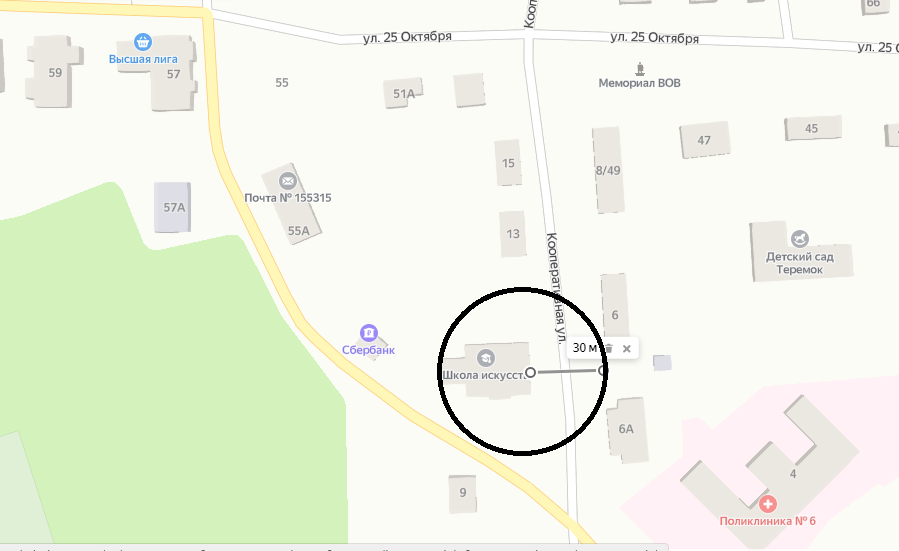 66
Кооп
ул. 25 Октября
ул. 25 Октября
ул. 25 О
Высшая лига
59
57
55
51А
Мемориал ВОВ
45
47
15
8/49
Почта № 155315
55А
57А
13
Кооперативная ул.
Детский сад
Теремок
6
Сбербанк
30 м
Школа искусств
6А
9
4
Поликлиника № 6